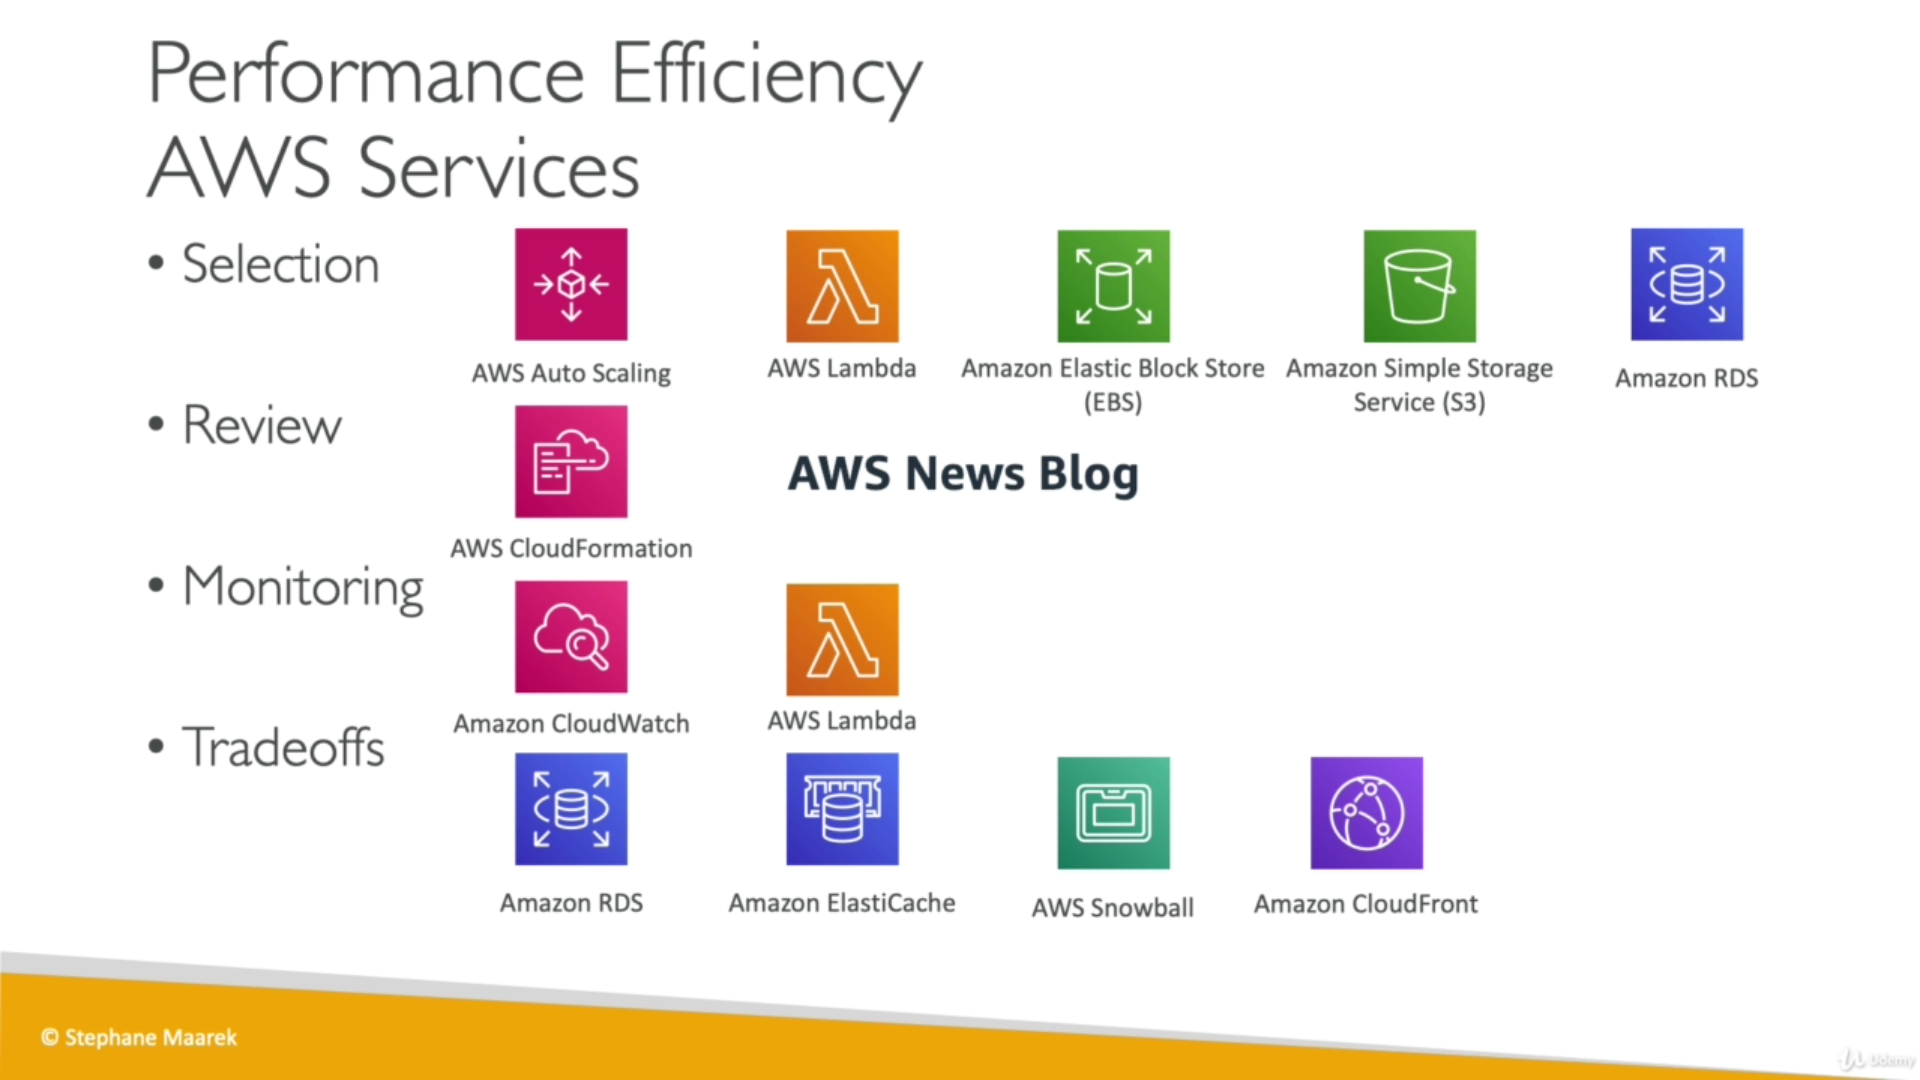 Performance Efficiency
AWS Services
• Selection
AWS Auto Scaling
AWS Lambda
Amazon Elastic Block Store
(EBS)
Amazon Simple Storage
Service (S3)
Amazon RDS
• Review
AWS CloudFormation
AWS News Blog
• Monitoring
Amazon CloudWatch
AWS Lambda
• Tradeoffs
Amazon RDS
Amazon ElastiCache
AWS Snowball
Amazon CloudFront
© Stephane Maarek
Udemy